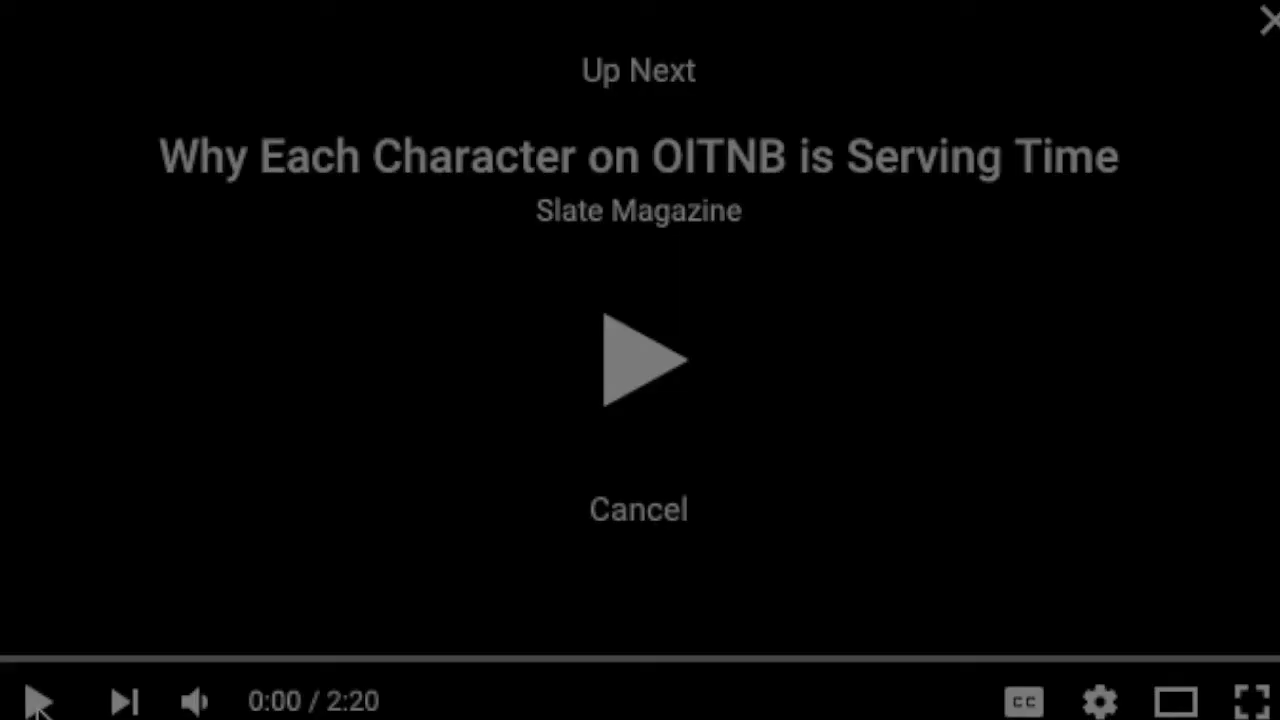 Up Next
Why Each Character on OITNB is Serving Time
Slate Magazine
Cancel
0:00 / 2:20
CC